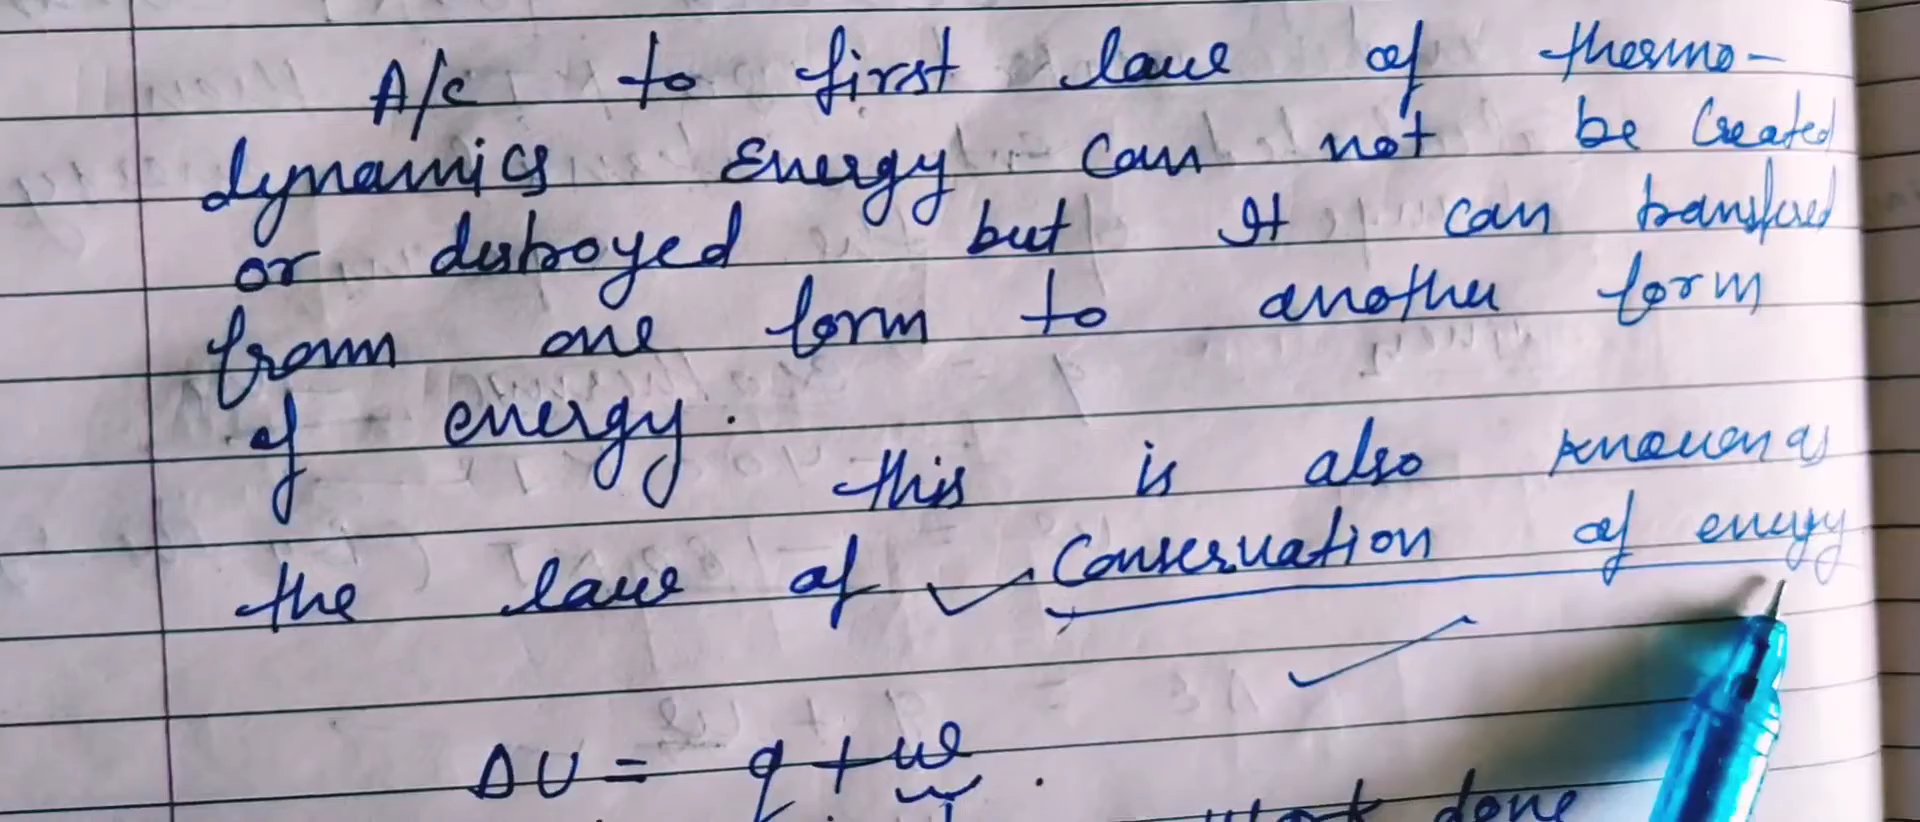 A/c to first law of thermo-
dynamics Energy can not be Created
or destroyed but It can transfered
from one form to another form
of energy.
this is also known as
the law of Conservation of energy
ΔU = q + w.
work done